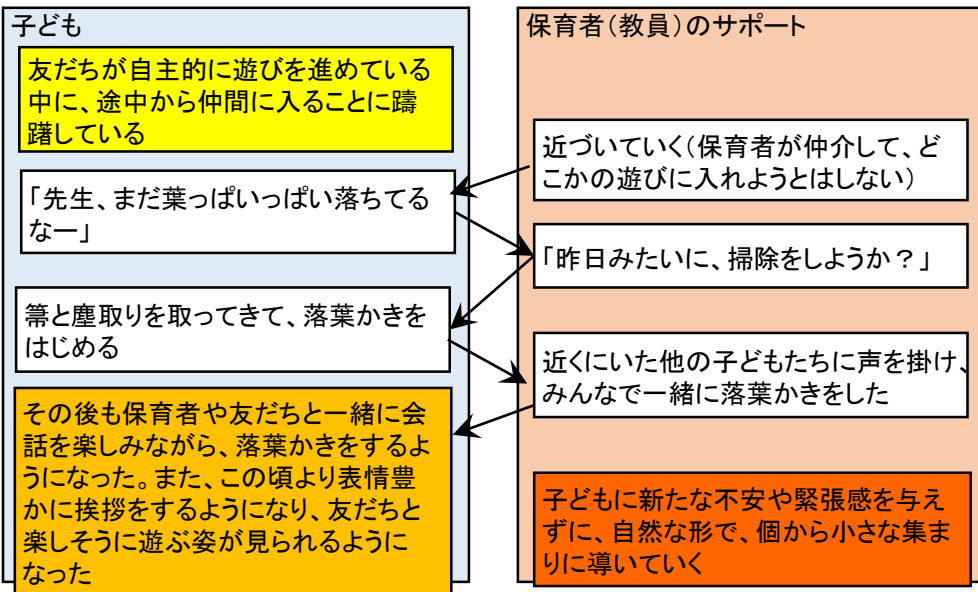 子ども
友だちが自主的に遊びを進めている
中に、途中から仲間に入ることに躊
躇している
「先生、まだ葉っぱいっぱい落ちてる
なー」
箒と塵取りを取ってきて、落葉かきを
はじめる
その後も保育者や友だちと一緒に会
話を楽しみながら、落葉かきをするよ
うになった。また、この頃より表情豊
かに挨拶をするようになり、友だちと
楽しそうに遊ぶ姿が見られるように
なった
保育者(教員)のサポート
近づいていく(保育者が仲介して、ど
こかの遊びに入れようとはしない)
「昨日みたいに、掃除をしようか?」
近くにいた他の子どもたちに声を掛け、
みんなで一緒に落葉かきをした
子どもに新たな不安や緊張感を与え
ずに、自然な形で、個から小さな集ま
りに導いていく